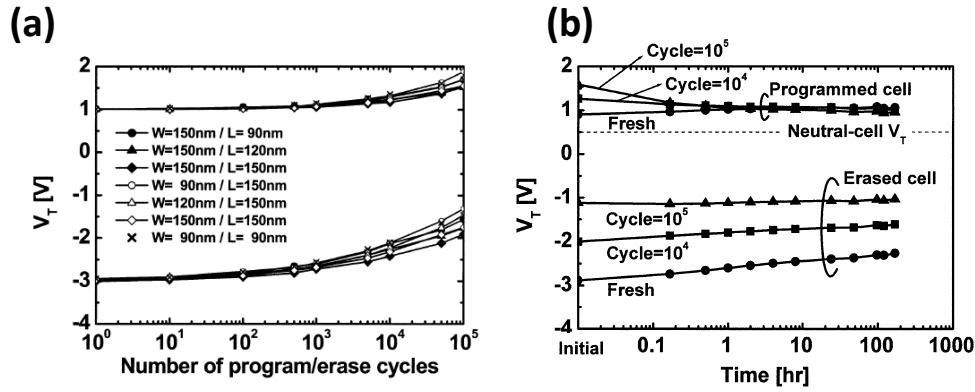 (a)
2
1
0
-1
-2
-3
-4
V_T [V]
W=150nm / L= 90nm
W=150nm / L=120nm
W=150nm / L=150nm
W= 90nm / L=150nm
W=120nm / L=150nm
W=150nm / L=150nm
W= 90nm / L= 90nm
10^0 10^1 10^2 10^3 10^4 10^5
Number of program/erase cycles
(b)
2
1
0
-1
-2
-3
-4
V_T [V]
Cycle=10^5
Cycle=10^4
Programmed cell
Fresh
Neutral-cell V_T
Erased cell
Cycle=10^5
Cycle=10^4
Fresh
Initial 0.1 1 10 100 1000
Time [hr]